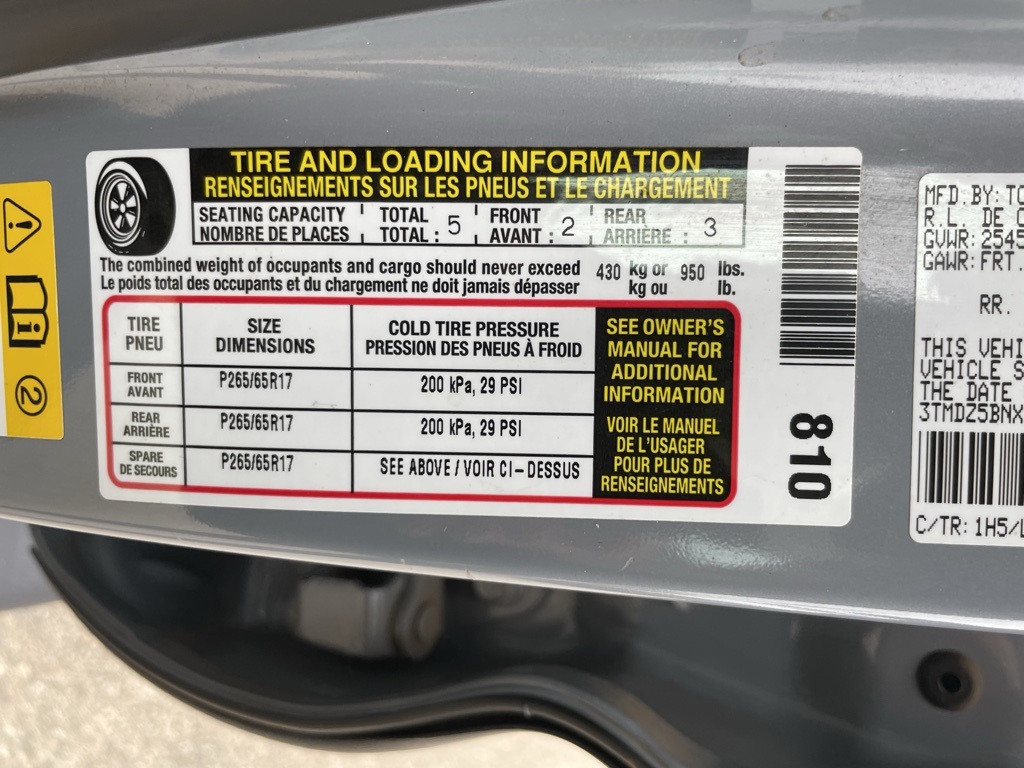 TIRE AND LOADING INFORMATION
RENSEIGNEMENTS SUR LES PNEUS ET LE CHARGEMENT
SEATING CAPACITY TOTAL 5 FRONT 2 REAR 3
NOMBRE DE PLACES TOTAL : AVANT : ARRIÈRE :
The combined weight of occupants and cargo should never exceed 430 kg or 950 lbs.
Le poids total des occupants et du chargement ne doit jamais dépasser kg ou lb.
TIRE SIZE COLD TIRE PRESSURE
PNEU DIMENSIONS PRESSION DES PNEUS À FROID
FRONT P265/65R17 200 kPa, 29 PSI
AVANT
REAR P265/65R17 200 kPa, 29 PSI
ARRIÈRE
SPARE P265/65R17 SEE ABOVE / VOIR CI-DESSUS
DE SECOURS
SEE OWNER'S
MANUAL FOR
ADDITIONAL
INFORMATION
VOIR LE MANUEL
DE L'USAGER
POUR PLUS DE
RENSEIGNEMENTS
810
2
MFD.BY:TO
R.L. DE C
GVWR:2545
GAWR:FRT.
RR.
THIS VEHI
VEHICLE S
THE DATE
3TMDZ5BNX
C/TR:1H5/L